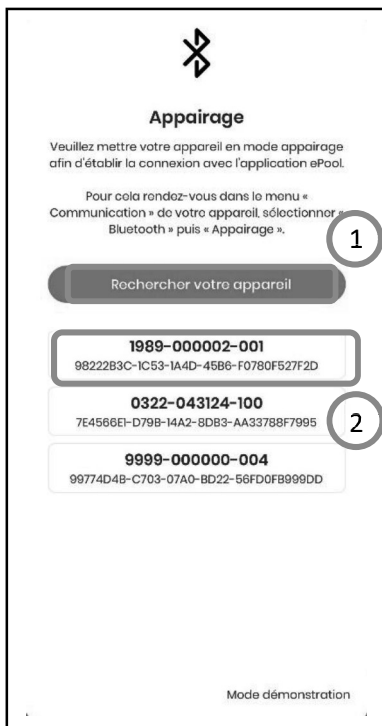 Appairage
Veuillez mettre votre appareil en mode appairage
afin d'établir la connexion avec l'application ePool.
Pour cela rendez-vous dans le menu «
Communication » de votre appareil, sélectionner «
Bluetooth » puis « Appairage ».
1
Rechercher votre appareil
1989-000002-001
98222B3C-1C53-1A4D-45B6-F0780F527F2D
0322-043124-100
7E4566E1-D79B-14A2-8DB3-AA33788F7995
2
9999-000000-004
99774D4B-C703-07A0-BD22-56FD0FB999DD
Mode démonstration